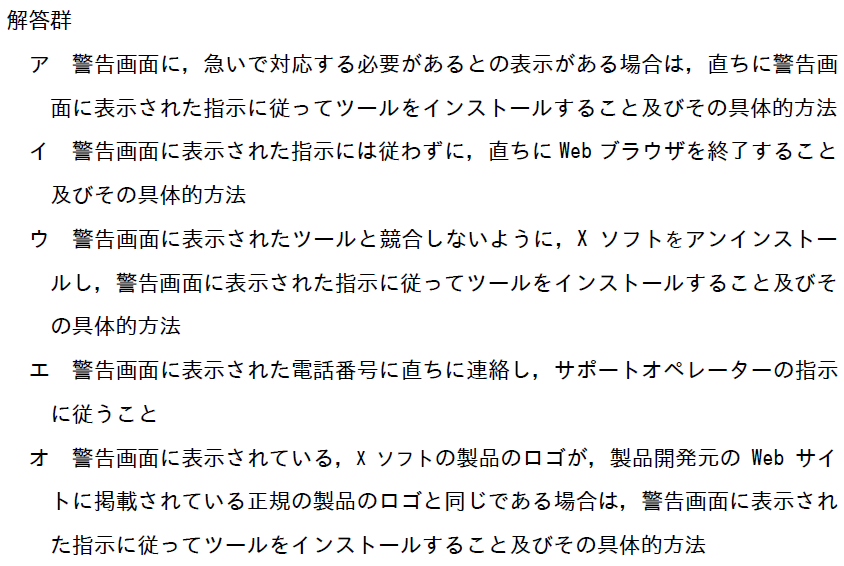 解答群
ア　警告画面に，急いで対応する必要があるとの表示がある場合は，直ちに警告画
面に表示された指示に従ってツールをインストールすること及びその具体的方法
イ　警告画面に表示された指示には従わずに，直ちに Web ブラウザを終了すること
及びその具体的方法
ウ　警告画面に表示されたツールと競合しないように，X ソフトをアンインストー
ルし，警告画面に表示された指示に従ってツールをインストールすること及びそ
の具体的方法
エ　警告画面に表示された電話番号に直ちに連絡し，サポートオペレーターの指示
に従うこと
オ　警告画面に表示されている，X ソフトの製品のロゴが，製品開発元の Web サイ
トに掲載されている正規の製品のロゴと同じである場合は，警告画面に表示され
た指示に従ってツールをインストールすること及びその具体的方法